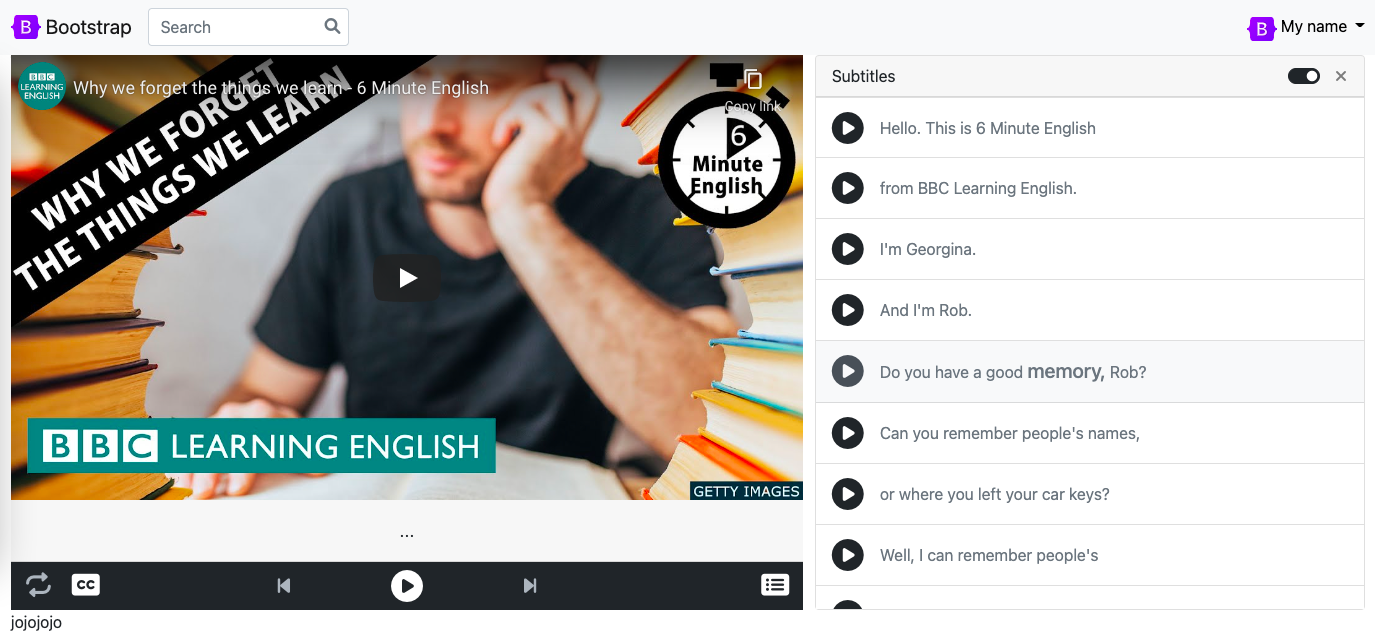 B Bootstrap
Search
B My name
BBC
LEARNING
ENGLISH
Why we forget the things we learn - 6 Minute English
Copy link
WHY WE FORGET
THE THINGS WE LEARN
6
Minute
English
BBC LEARNING ENGLISH
GETTY IMAGES
...
CC
jojojojo
Subtitles
Hello. This is 6 Minute English
from BBC Learning English.
I'm Georgina.
And I'm Rob.
Do you have a good memory, Rob?
Can you remember people's names,
or where you left your car keys?
Well, I can remember people's